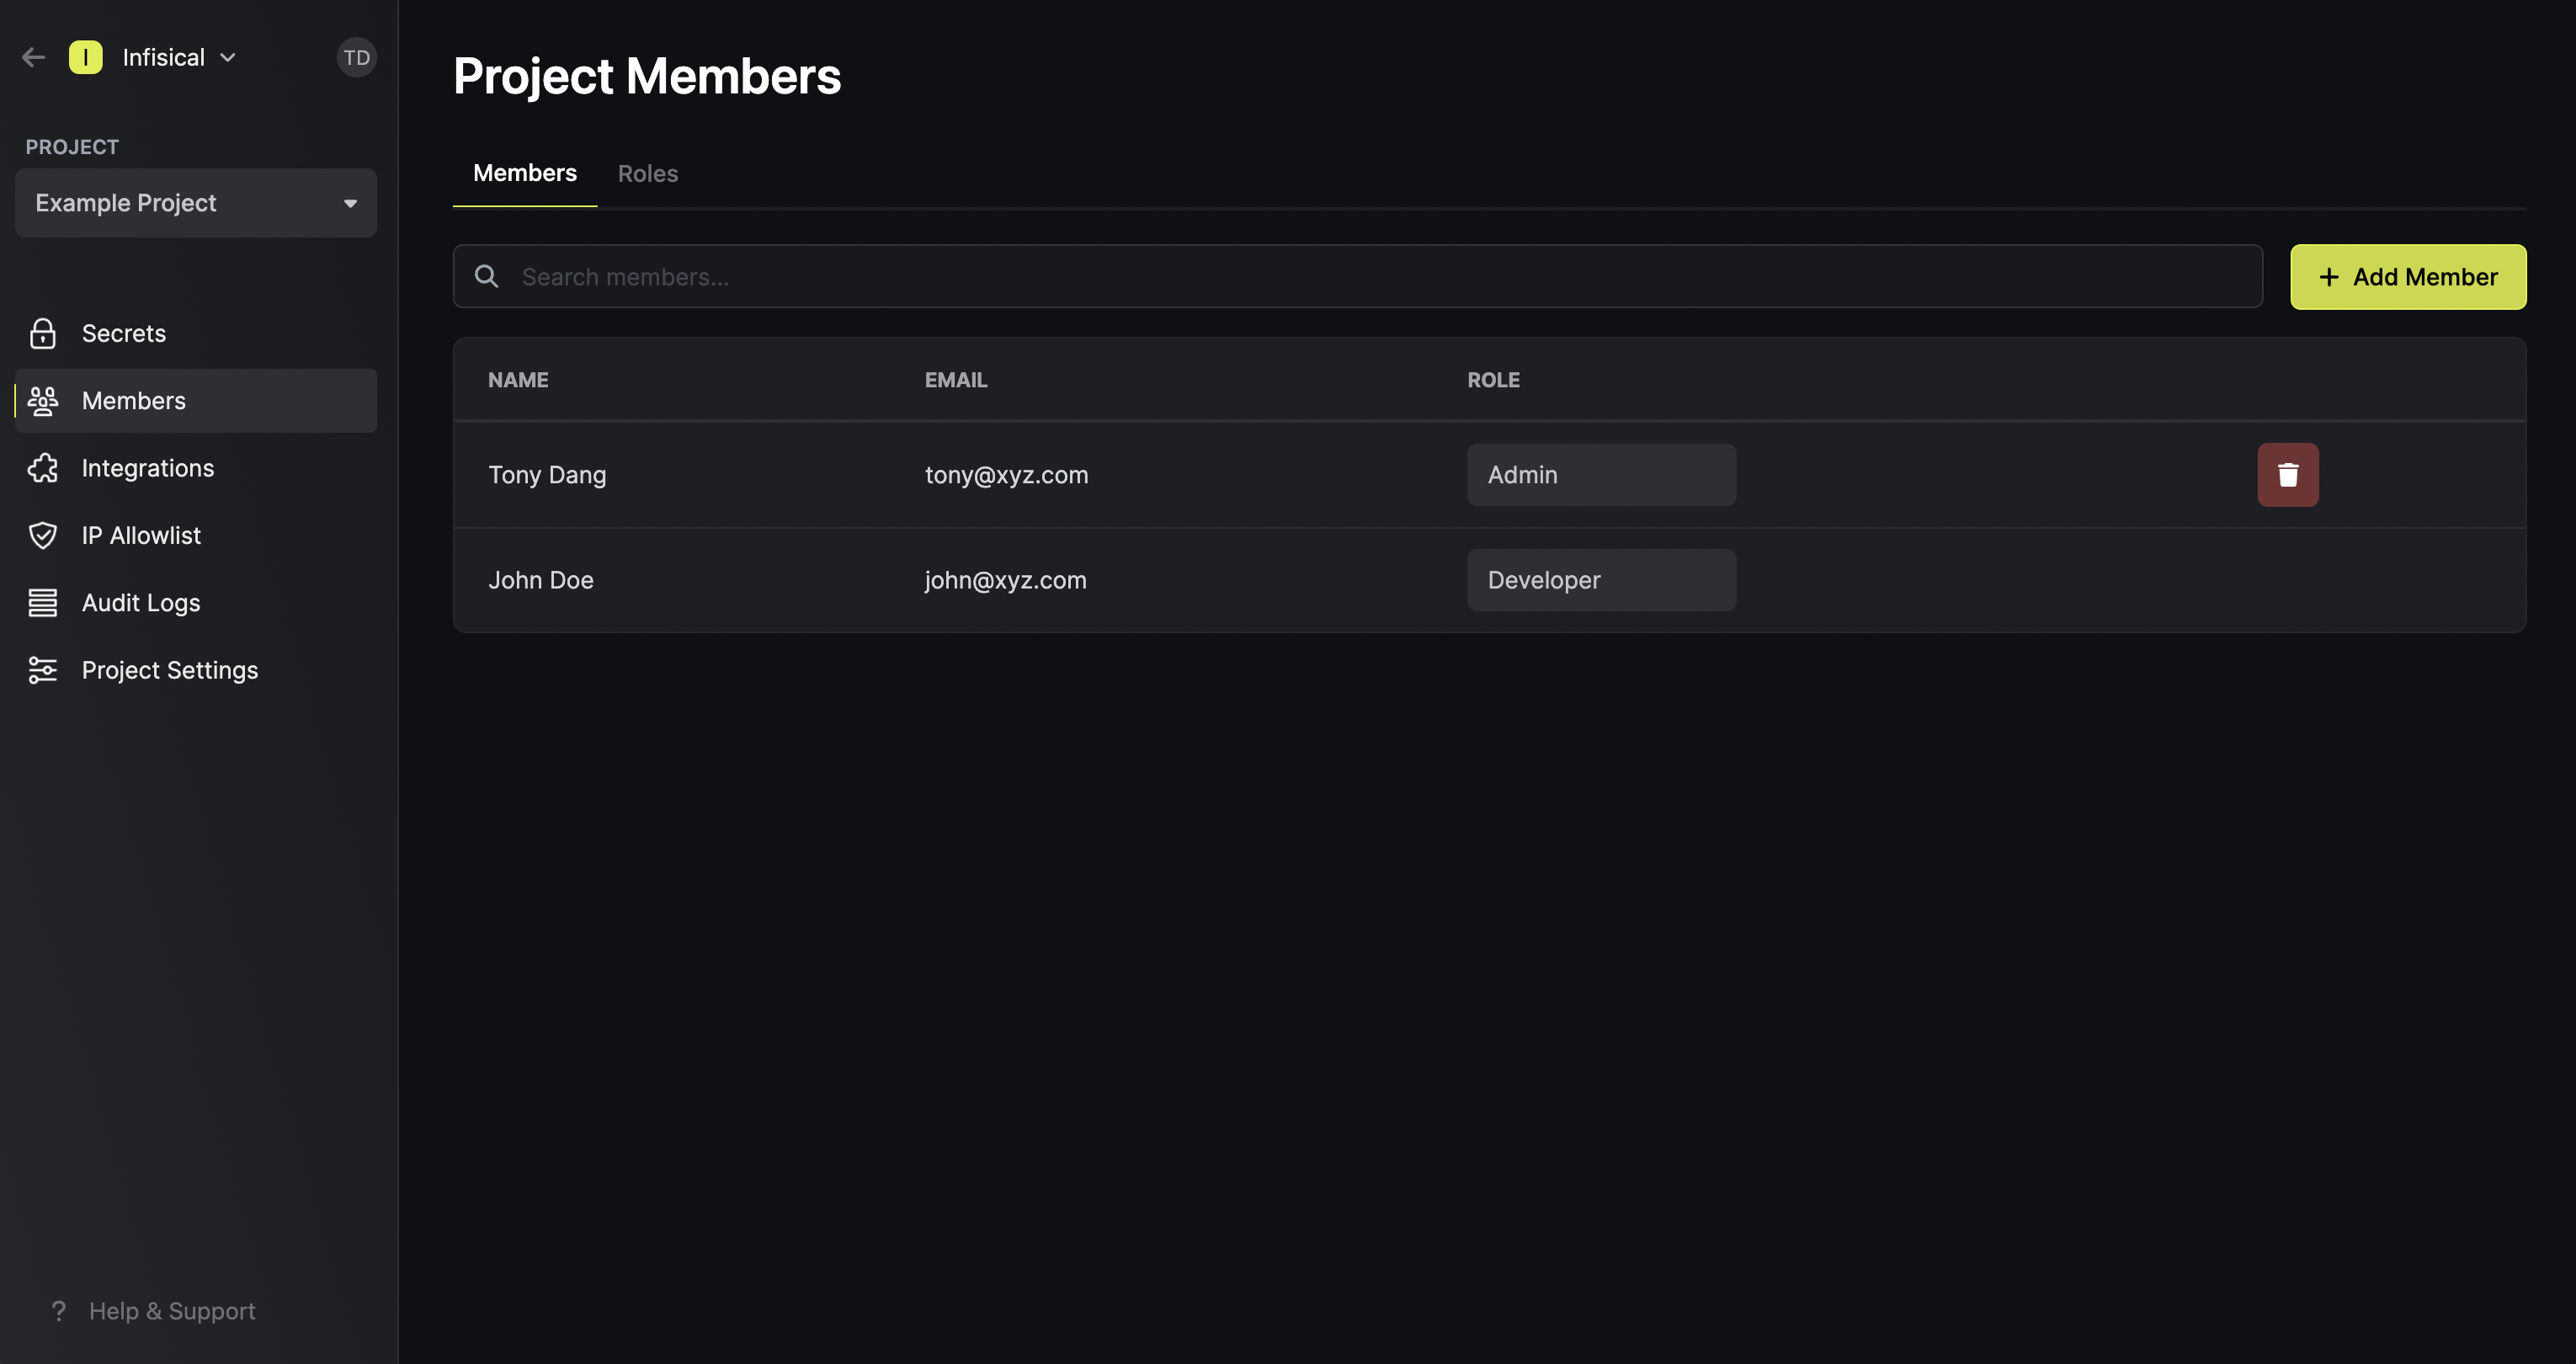 I Infisical TD
PROJECT
Example Project
Secrets
Members
Integrations
IP Allowlist
Audit Logs
Project Settings
? Help & Support
Project Members
Members Roles
Search members...
+ Add Member
NAME EMAIL ROLE
Tony Dang tony@xyz.com Admin
John Doe john@xyz.com Developer